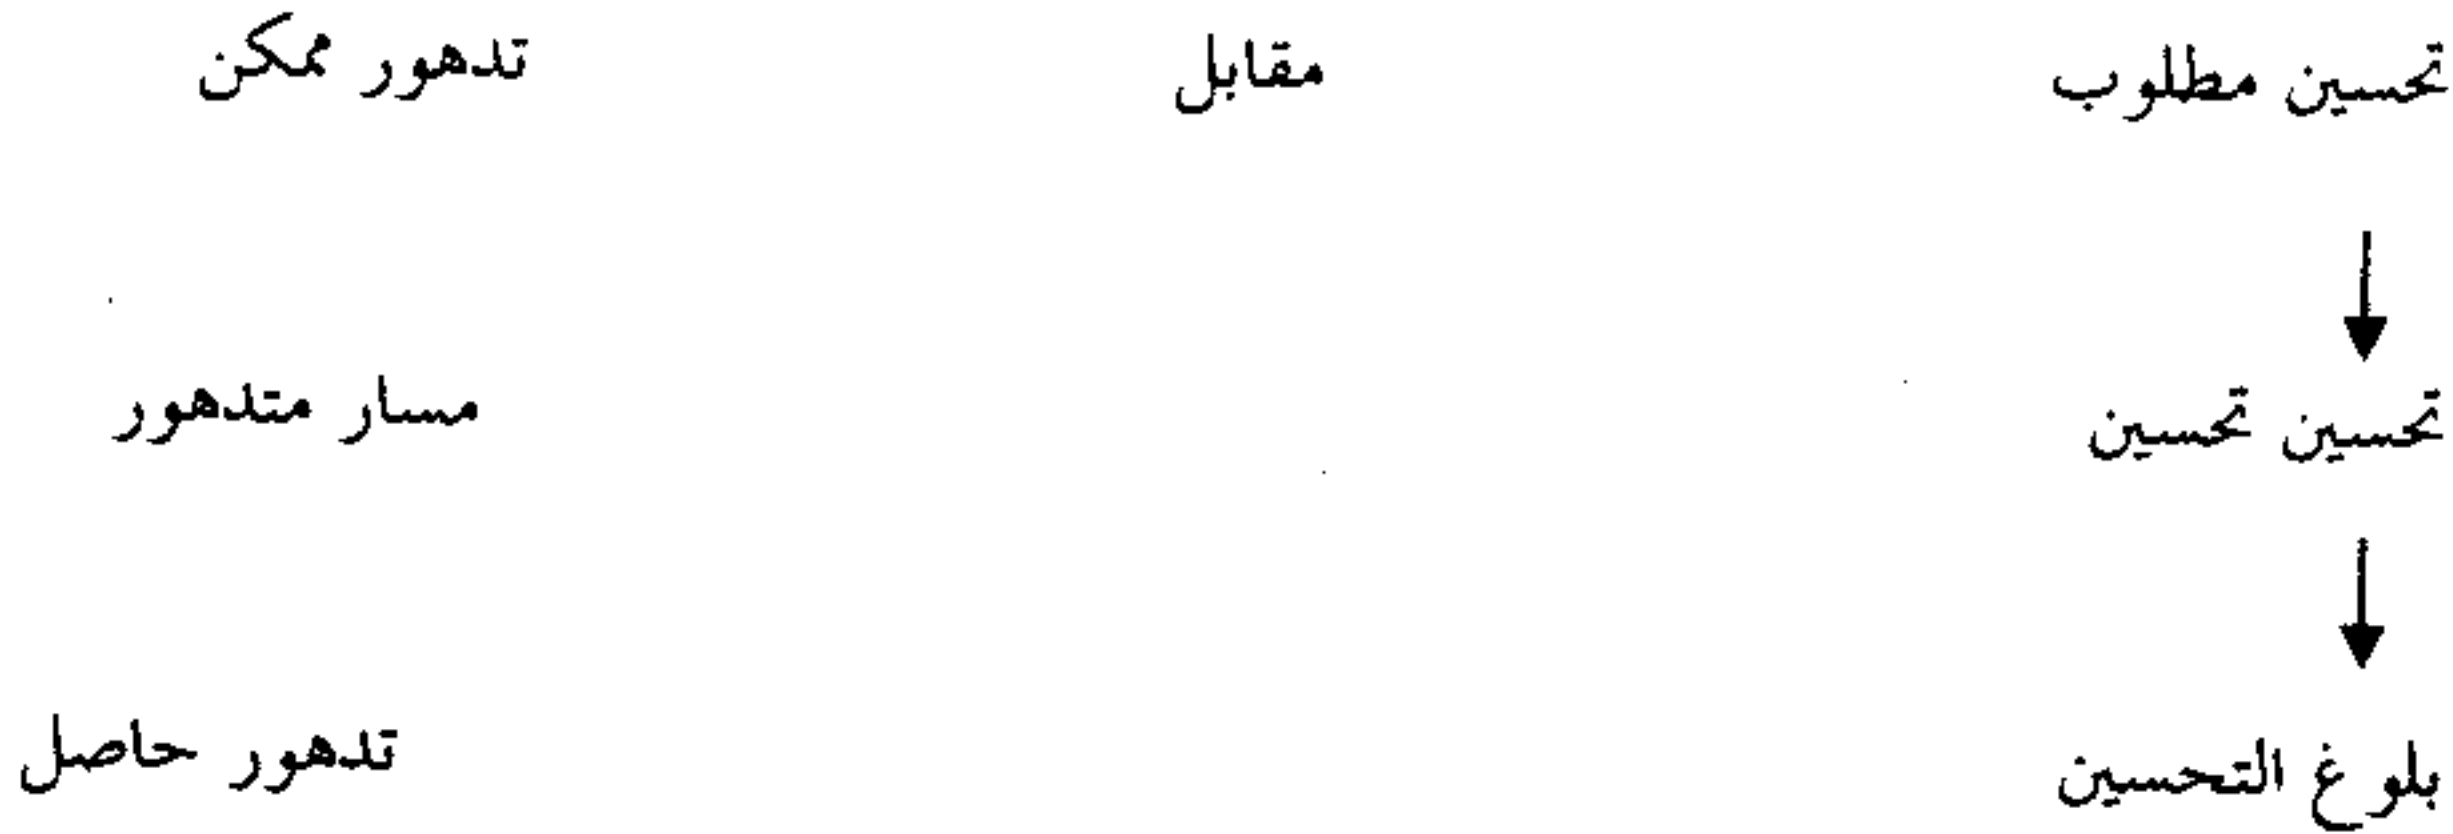 تحسين مطلوب مقابل تدهور ممكن
تحسين تحسين مسار متدهور
بلوغ التحسين تدهور حاصل